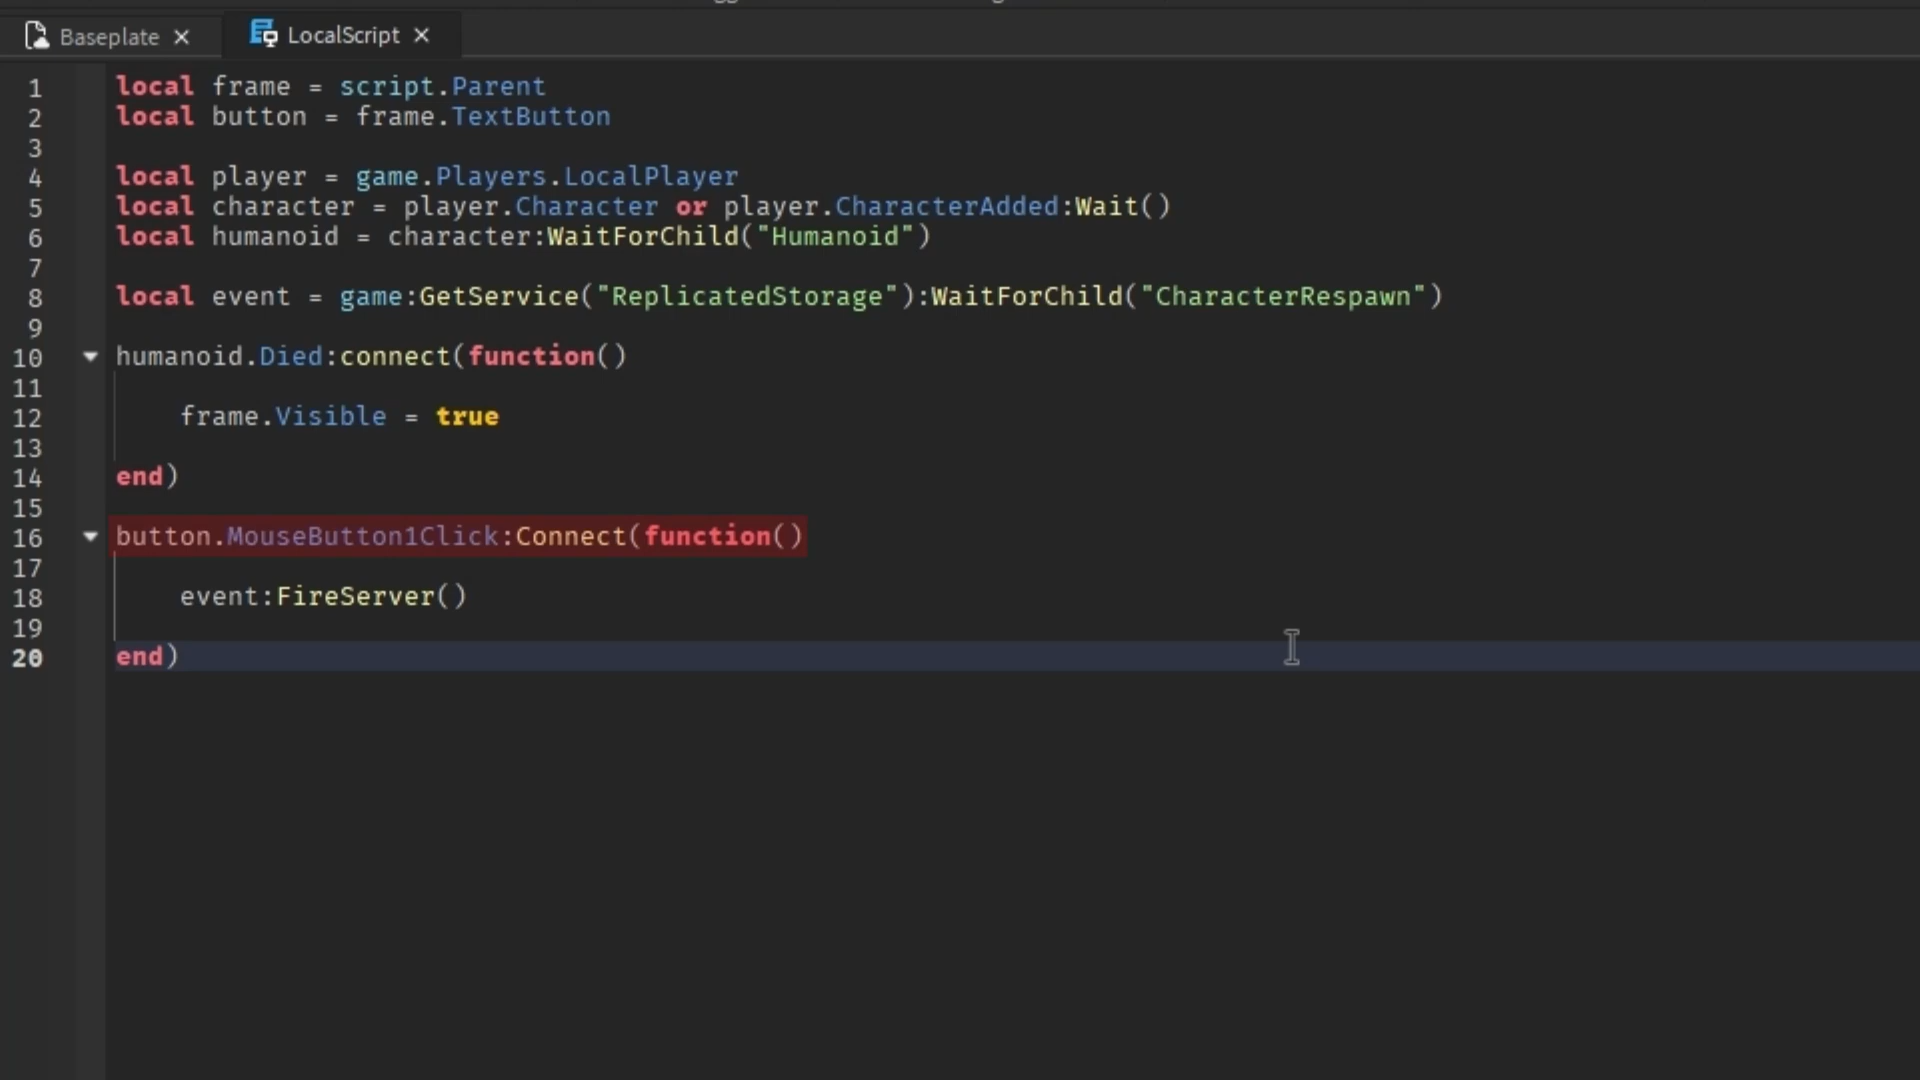 Baseplate
LocalScript
1 local frame = script.Parent
2 local button = frame.TextButton
3
4 local player = game.Players.LocalPlayer
5 local character = player.Character or player.CharacterAdded:Wait()
6 local humanoid = character:WaitForChild("Humanoid")
7
8 local event = game:GetService("ReplicatedStorage"):WaitForChild("CharacterRespawn")
9
10 humanoid.Died:connect(function()
11
12 frame.Visible = true
13
14 end)
15
16 button.MouseButton1Click:Connect(function()
17
18 event:FireServer()
19
20 end)